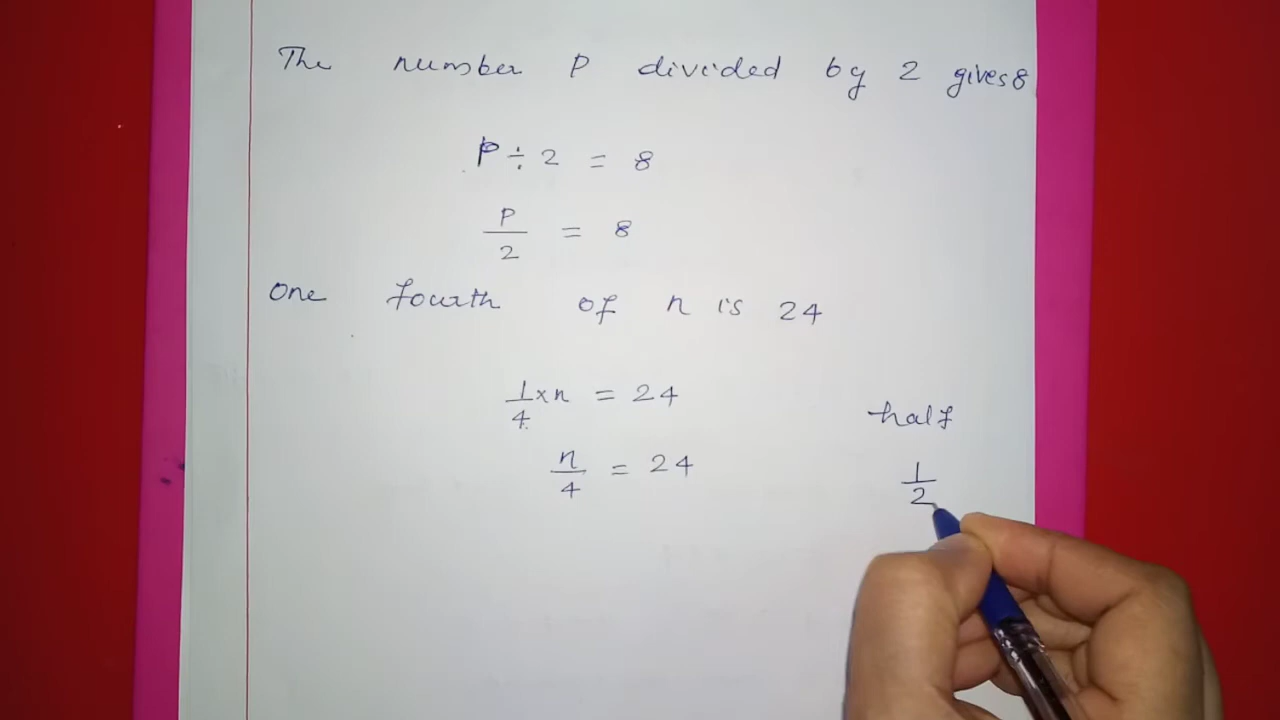 The number P divided by 2 gives 8
P ÷ 2 = 8
P/2 = 8
One fourth of n is 24
1/4 × n = 24
n/4 = 24
half
1/2